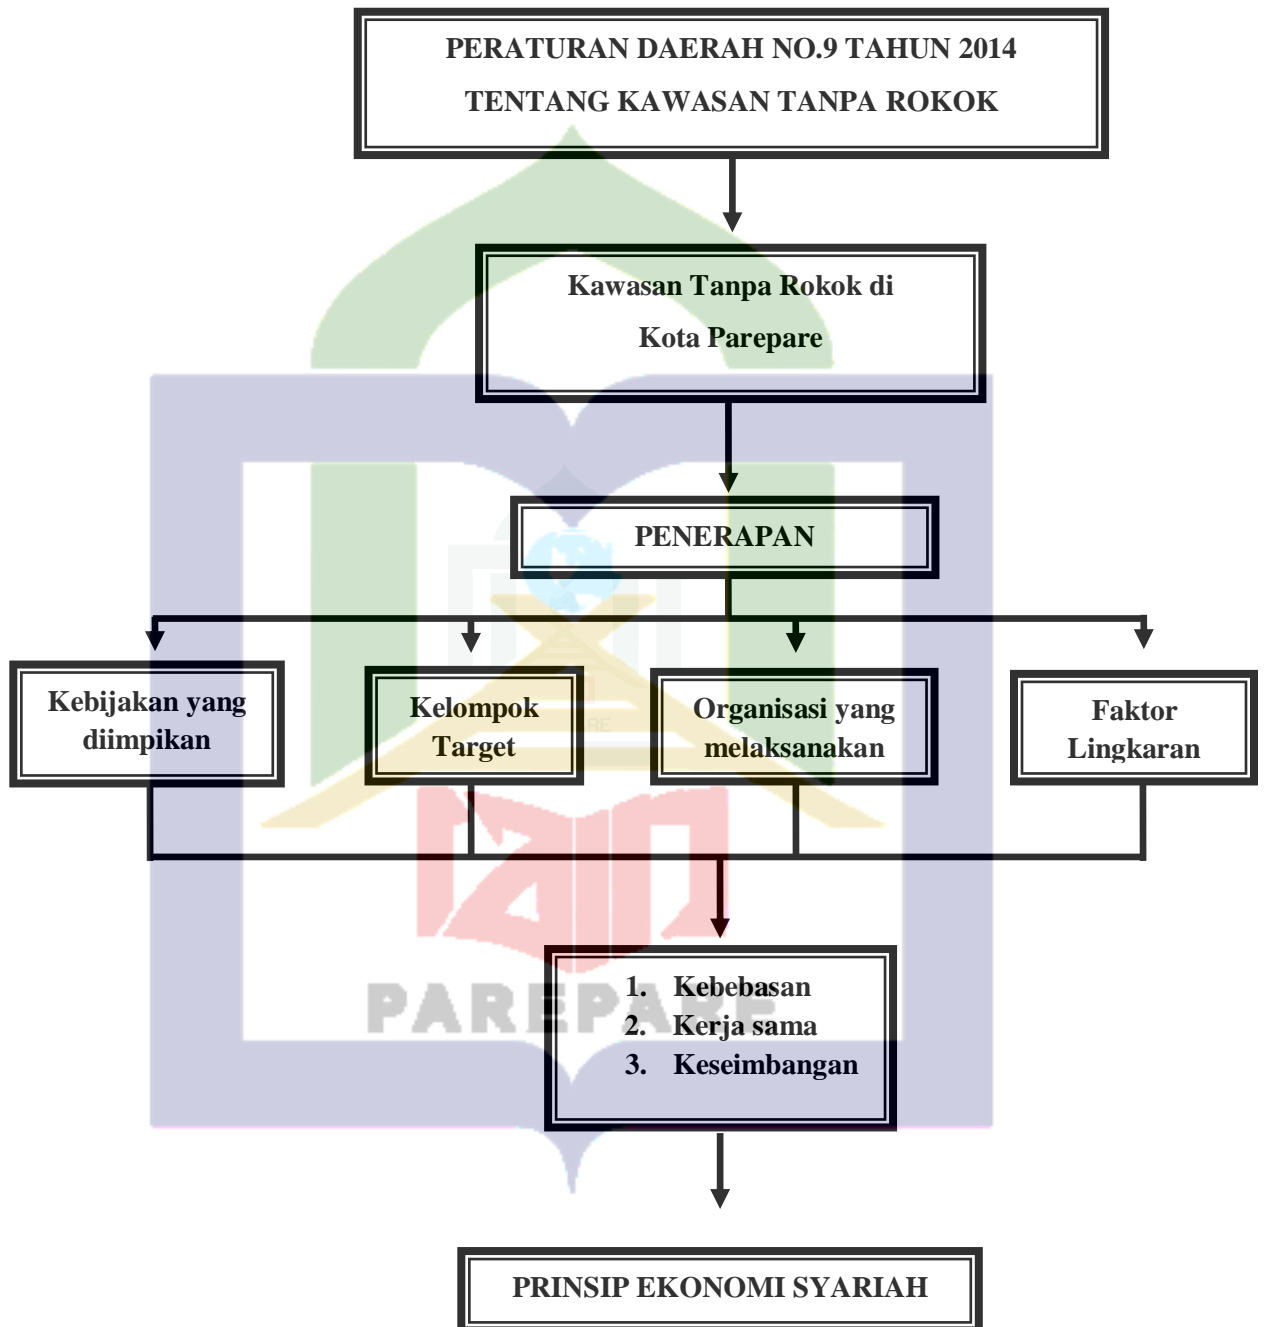 PERATURAN DAERAH NO.9 TAHUN 2014
TENTANG KAWASAN TANPA ROKOK
Kawasan Tanpa Rokok di
Kota Parepare
PENERAPAN
Kebijakan yang
diimpikan
Kelompok
Target
Organisasi yang
melaksanakan
Faktor
Lingkaran
PAREPARE
1. Kebebasan
2. Kerja sama
3. Keseimbangan
PRINSIP EKONOMI SYARIAH